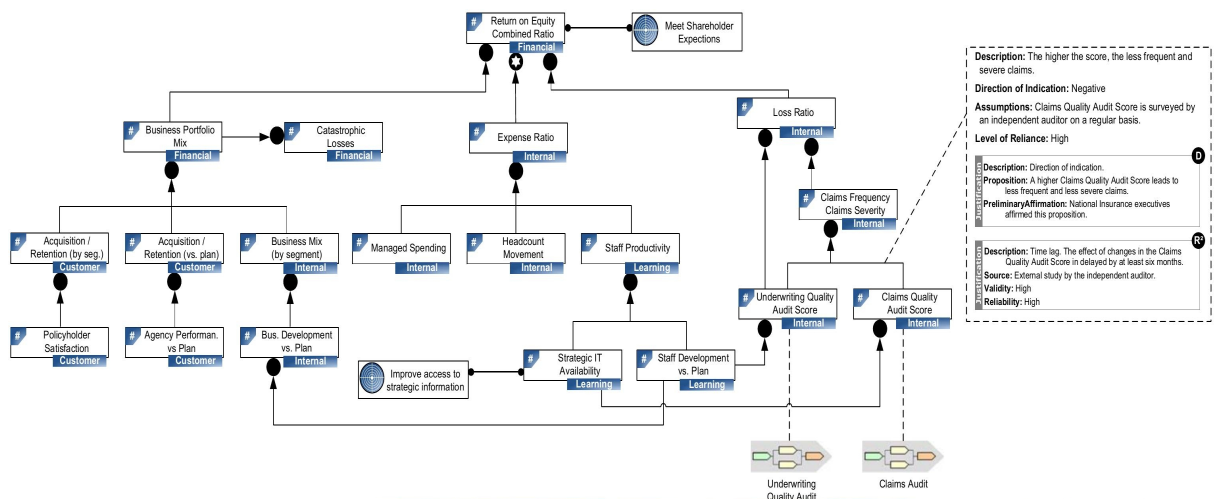 # Return on Equity
Combined Ratio
Financial
Meet Shareholder
Expections
# Business Portfolio
Mix
Financial
# Catastrophic
Losses
Financial
# Expense Ratio
Internal
# Loss Ratio
Internal
# Claims Frequency
Claims Severity
Internal
# Acquisition /
Retention (by seg.)
Customer
# Acquisition /
Retention (vs. plan)
Customer
# Business Mix
(by segment)
Internal
# Managed Spending
Internal
# Headcount
Movement
Internal
# Staff Productivity
Learning
# Underwriting Quality
Audit Score
Internal
# Claims Quality
Audit Score
Internal
# Policyholder
Satisfaction
Customer
# Agency Performan.
vs Plan
Customer
# Bus. Development
vs. Plan
Internal
Improve access to
strategic information
# Strategic IT
Availability
Learning
# Staff Development
vs. Plan
Learning
Underwriting
Quality Audit
Claims Audit
Description: The higher the score, the less frequent and
severe claims.
Direction of Indication: Negative
Assumptions: Claims Quality Audit Score is surveyed by
an independent auditor on a regular basis.
Level of Reliance: High
D
Justification
Description: Direction of indication.
Proposition: A higher Claims Quality Audit Score leads to
less frequent and less severe claims.
PreliminaryAffirmation: National Insurance executives
affirmed this proposition.
R²
Justification
Description: Time lag. The effect of changes in the Claims
Quality Audit Score in delayed by at least six months.
Source: External study by the independent auditor.
Validity: High
Reliability: High